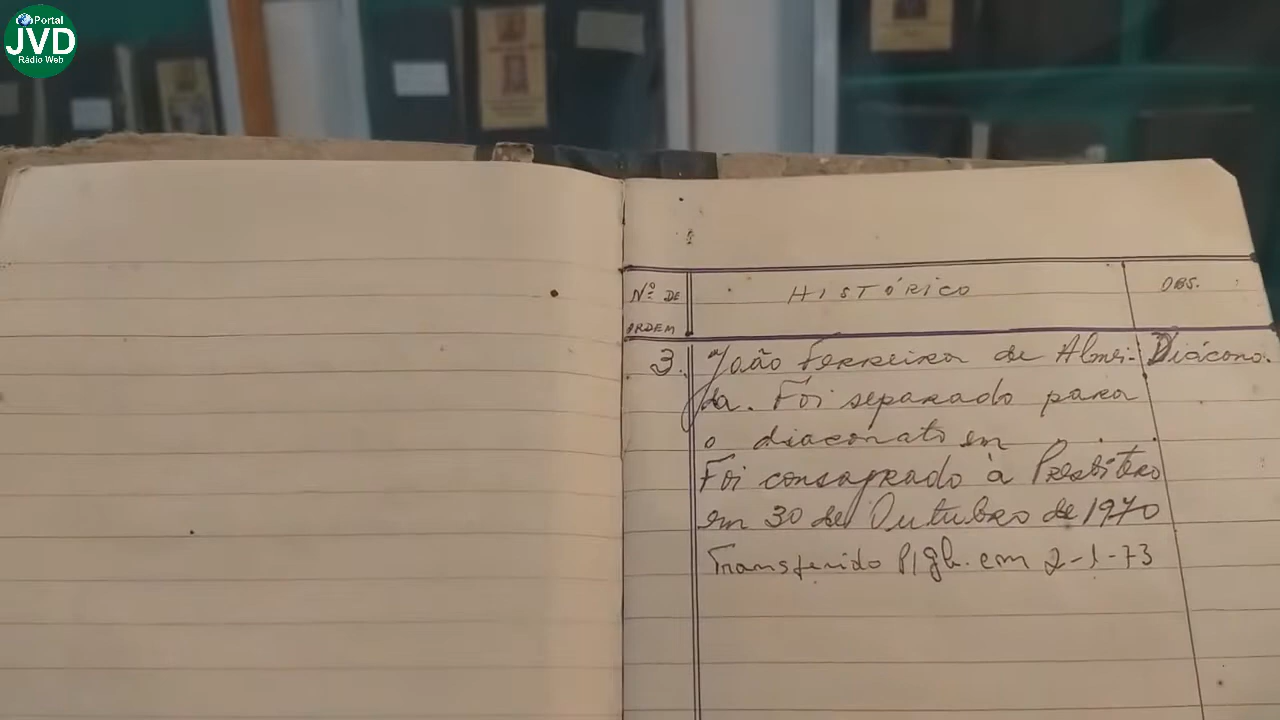 Portal
JVD
Rádio Web
Nº DE
ORDEM
HISTÓRICO
OBS.
3. João Ferreira de Almei- Diácono.
da. Foi separado para
o diaconato em
Foi consagrado à Presbítero
em 30 de Outubro de 1970
Transferido P/gb. em 2-1-73